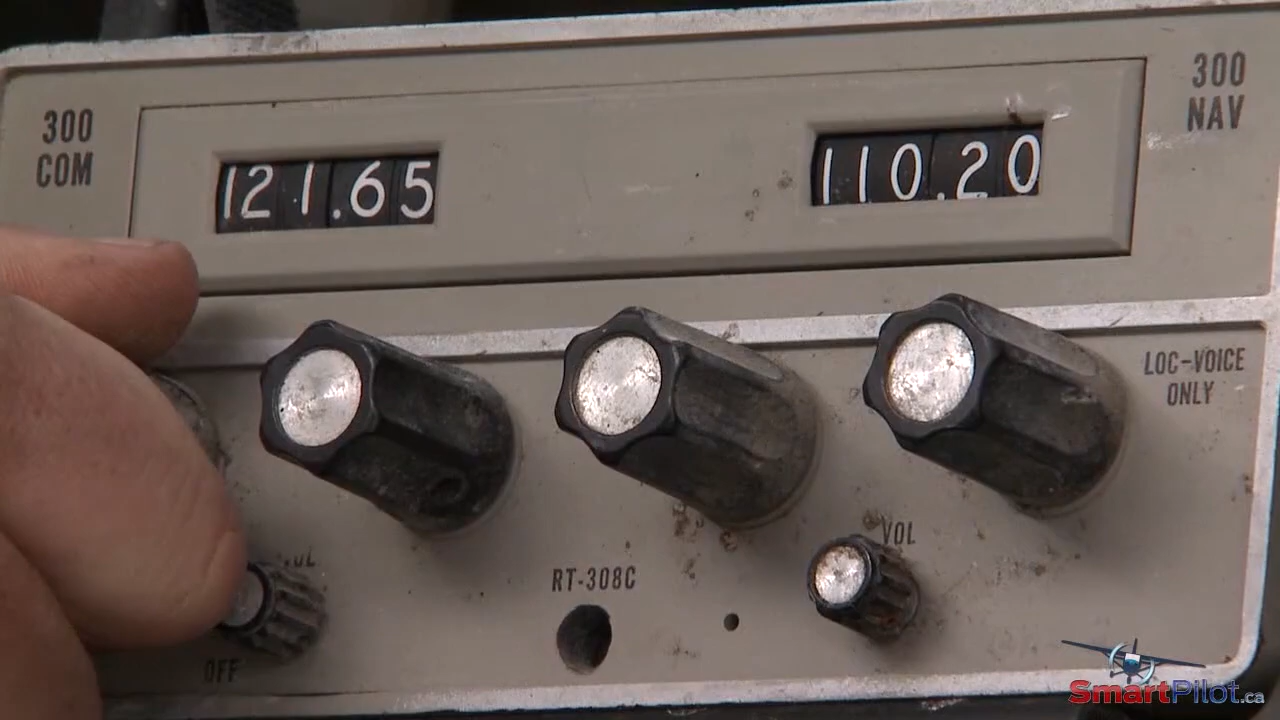 300
COM
121.65
110.20
300
NAV
LOC-VOICE
ONLY
VOL
RT-308C
OFF
SmartPilot.ca